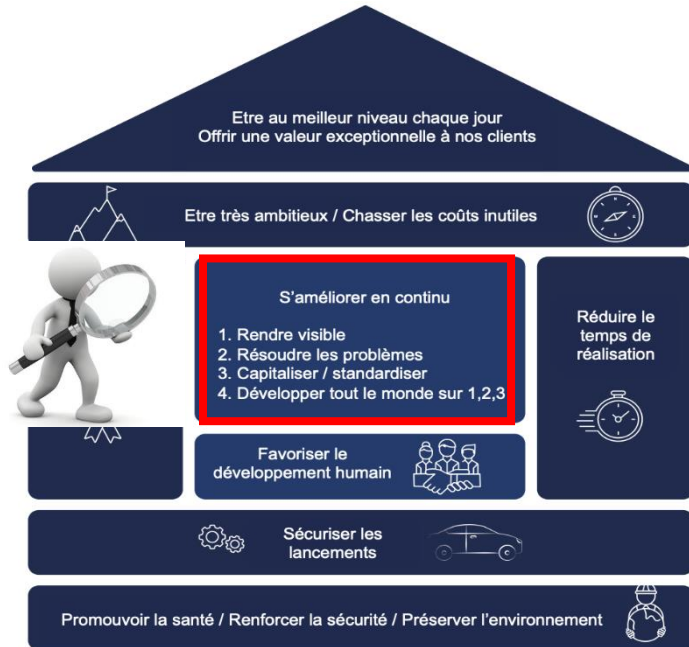 Etre au meilleur niveau chaque jour
Offrir une valeur exceptionnelle à nos clients
Etre très ambitieux / Chasser les coûts inutiles
S'améliorer en continu
1. Rendre visible
2. Résoudre les problèmes
3. Capitaliser / standardiser
4. Développer tout le monde sur 1,2,3
Réduire le
temps de
réalisation
Favoriser le
développement humain
Sécuriser les
lancements
Promouvoir la santé / Renforcer la sécurité / Préserver l'environnement